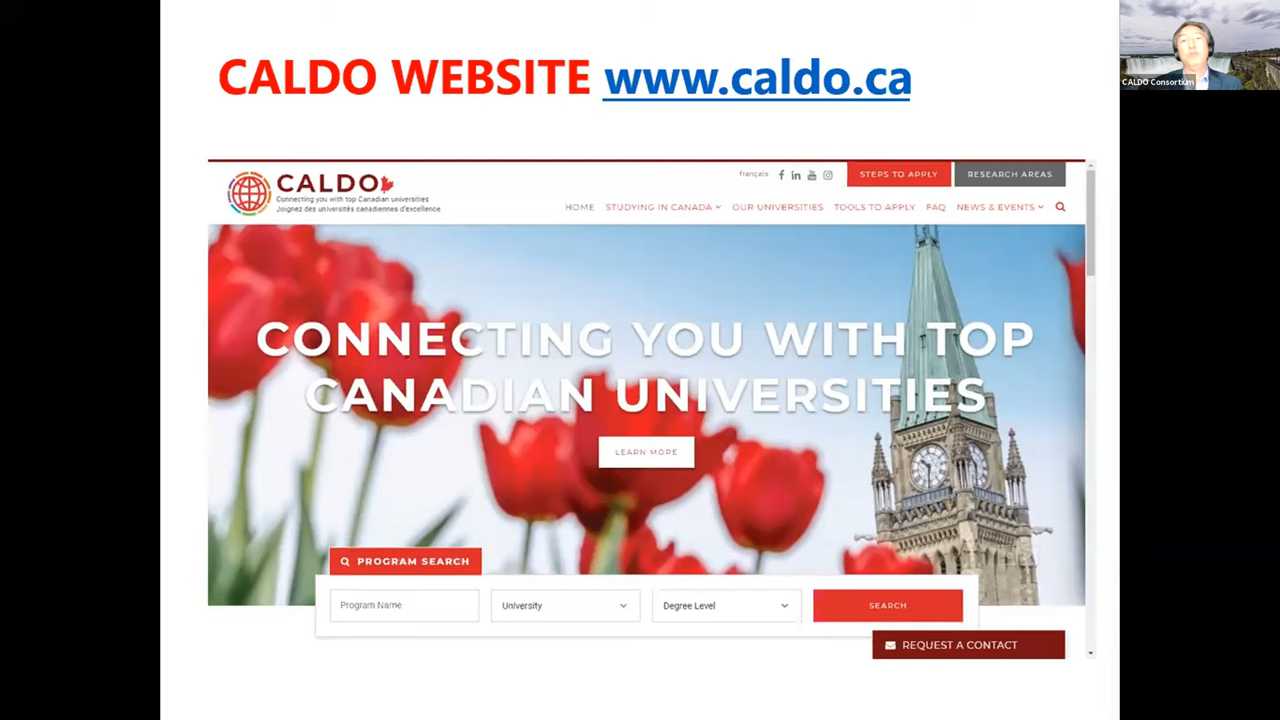 CALDO WEBSITE www.caldo.ca
CALDO Consortium
CALDO
Connecting you with top Canadian universities
Joignez des universités canadiennes d'excellence
français
STEPS TO APPLY
RESEARCH AREAS
HOME STUDYING IN CANADA OUR UNIVERSITIES TOOLS TO APPLY FAQ NEWS & EVENTS
CONNECTING YOU WITH TOP
CANADIAN UNIVERSITIES
LEARN MORE
PROGRAM SEARCH
Program Name University Degree Level SEARCH
REQUEST A CONTACT